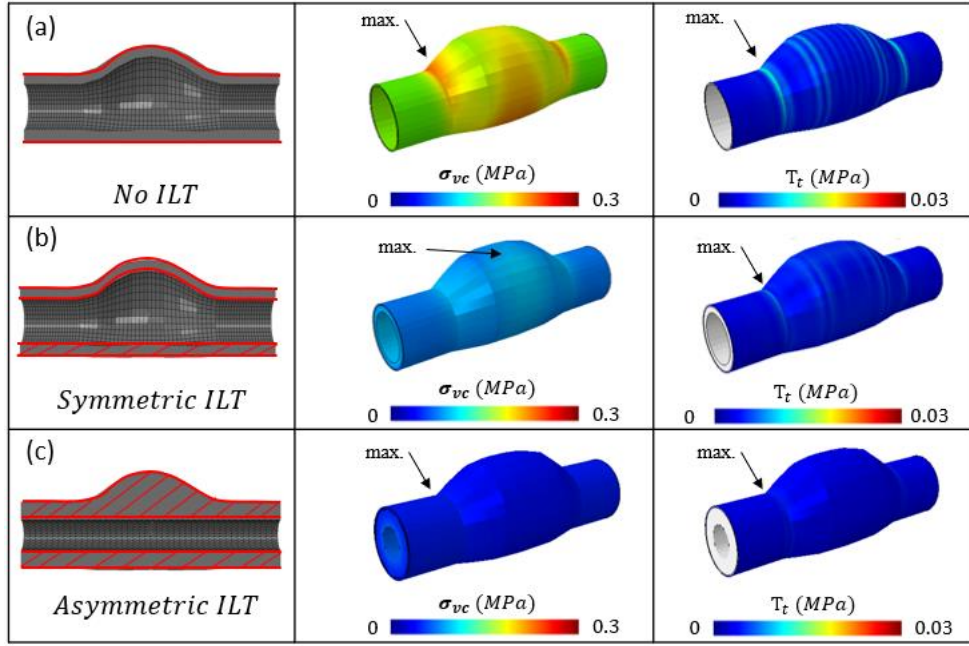 (a)
No ILT
max.
σvc (MPa)
0 0.3
max.
Tt (MPa)
0 0.03
(b)
Symmetric ILT
max.
σvc (MPa)
0 0.3
max.
Tt (MPa)
0 0.03
(c)
Asymmetric ILT
max.
σvc (MPa)
0 0.3
max.
Tt (MPa)
0 0.03